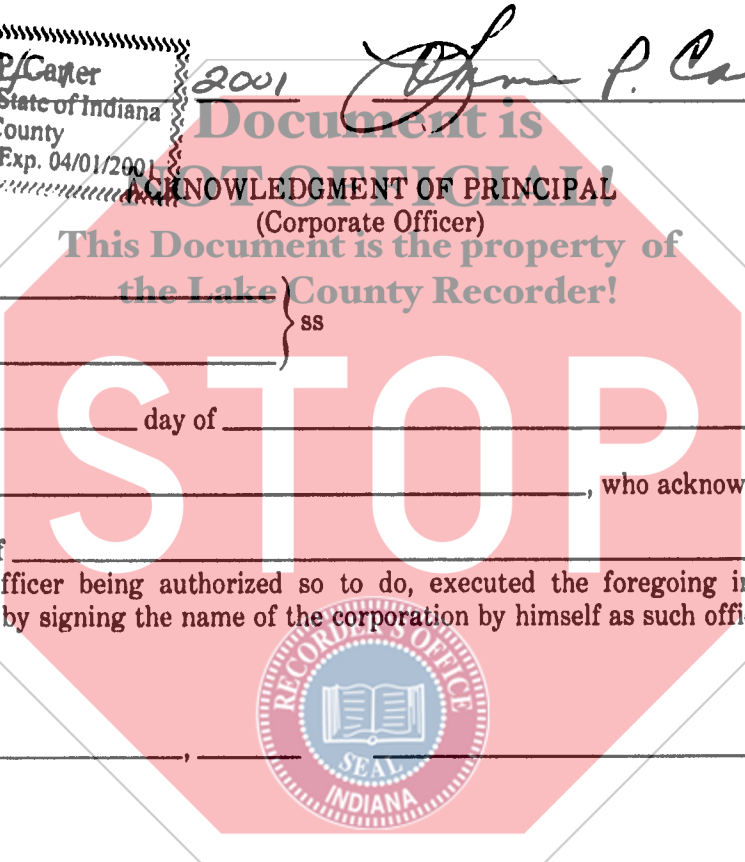 P. Carter
State of Indiana
County
Exp. 04/01/2001
2001 P. Ca
Document is
NOT OFFICIAL!
ACKNOWLEDGMENT OF PRINCIPAL
(Corporate Officer)
This Document is the property of
the Lake County Recorder!
ss
STOP
day of
, who acknow
f
fficer being authorized so to do, executed the foregoing in
by signing the name of the corporation by himself as such offi
RECORDER'S OFFICE
SEAL
INDIANA
,